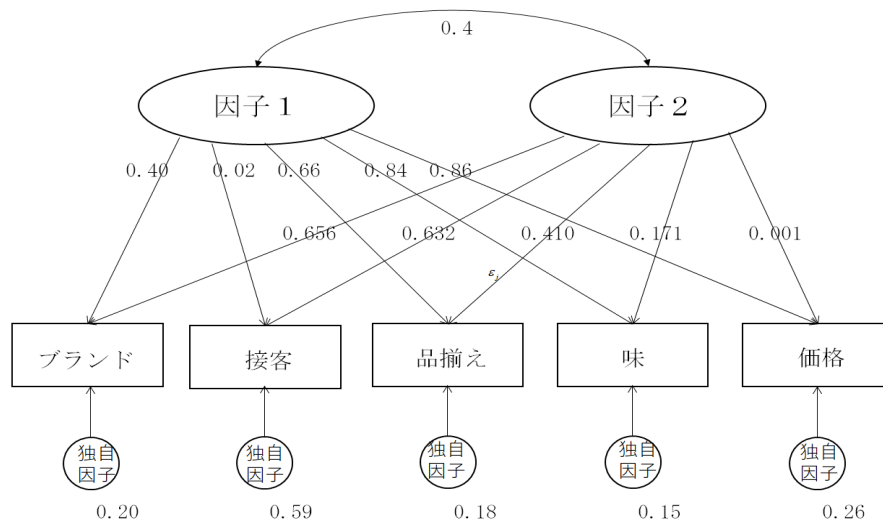 0.4
因子１
因子２
0.40
0.02
0.66
0.84
0.86
0.656
0.632
0.410
0.171
0.001
εj
ブランド
接客
品揃え
味
価格
独自
因子
独自
因子
独自
因子
独自
因子
独自
因子
0.20
0.59
0.18
0.15
0.26